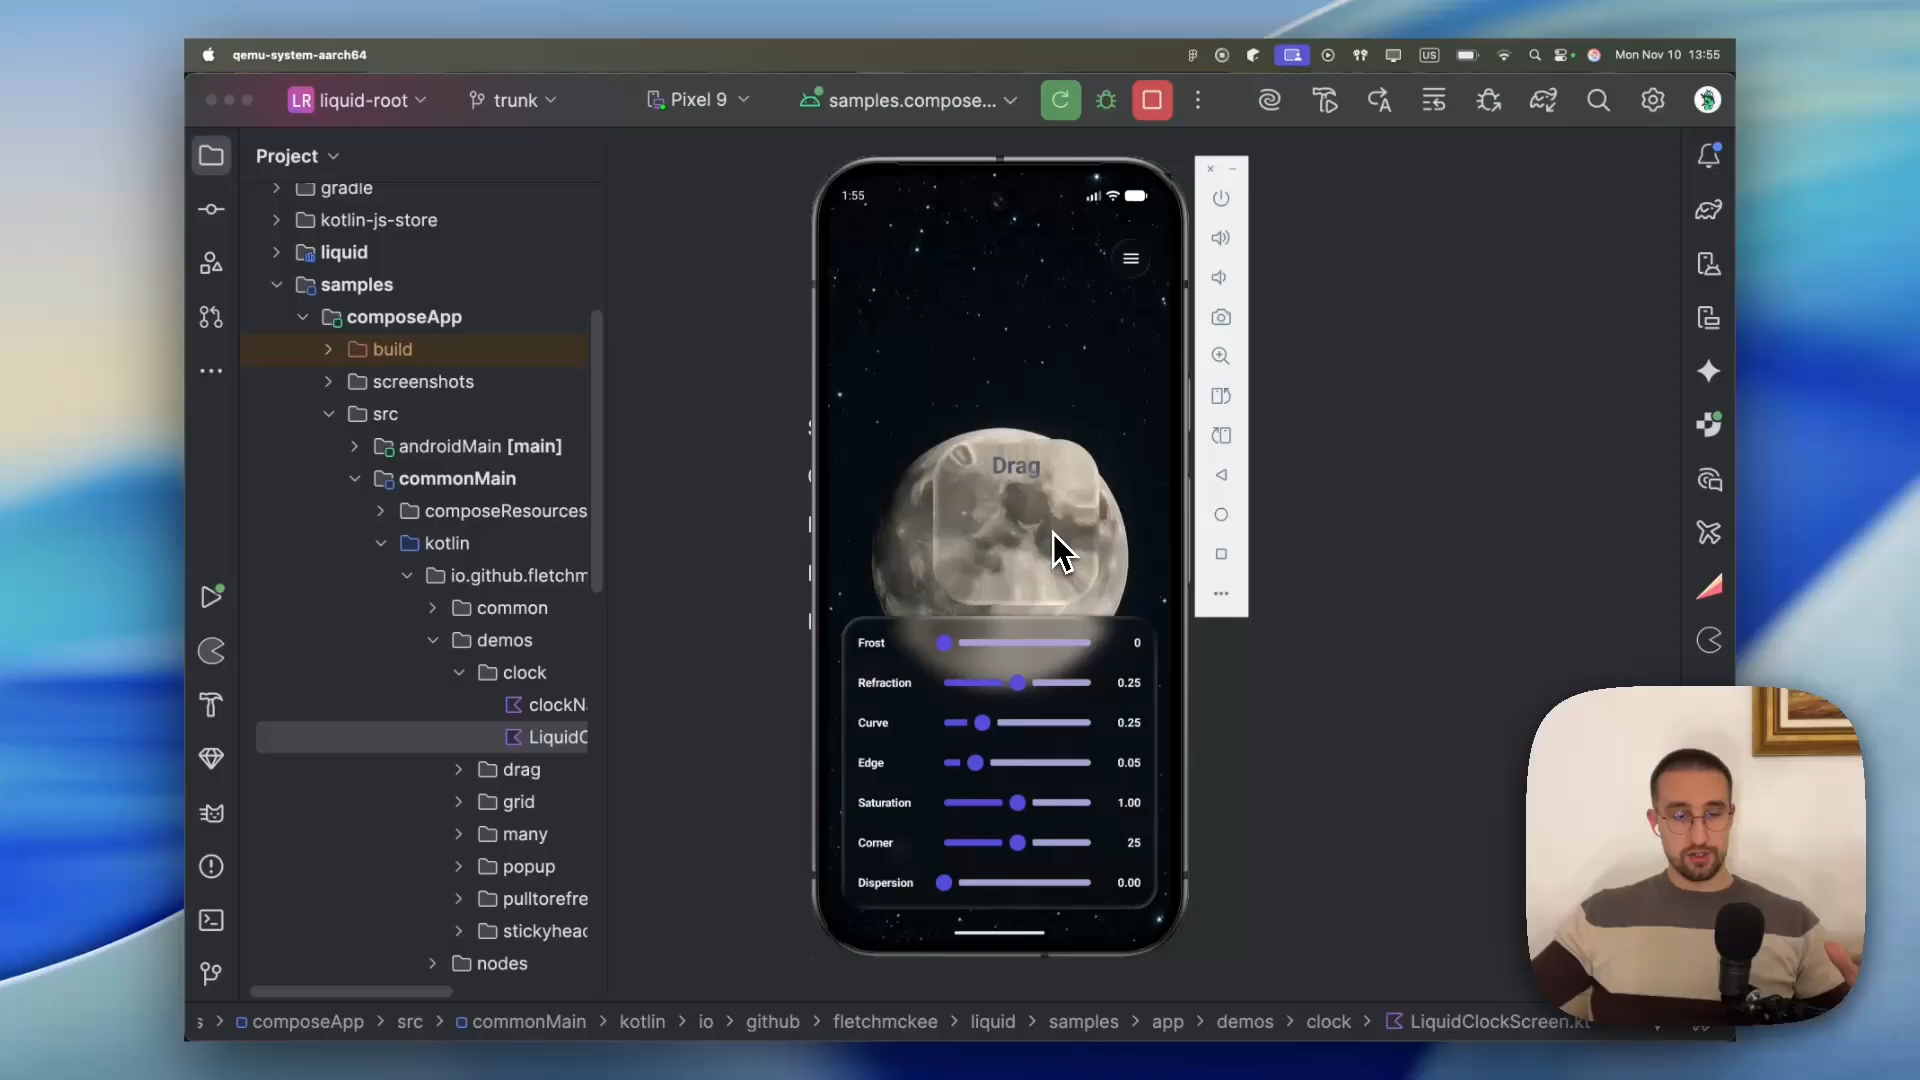 qemu-system-aarch64
US
Mon Nov 10 13:55
LR liquid-root
trunk
Pixel 9
samples.compose...
Project
gradle
kotlin-js-store
liquid
samples
composeApp
build
screenshots
src
androidMain [main]
commonMain
composeResources
kotlin
io.github.fletchm
common
demos
clock
clockN
LiquidC
drag
grid
many
popup
pulltorefre
stickyhead
nodes
1:55
Drag
Frost 0
Refraction 0.25
Curve 0.25
Edge 0.05
Saturation 1.00
Corner 25
Dispersion 0.00
s > composeApp > src > commonMain > kotlin > io > github > fletchmckee > liquid > samples > app > demos > clock > LiquidClockScreen.kt